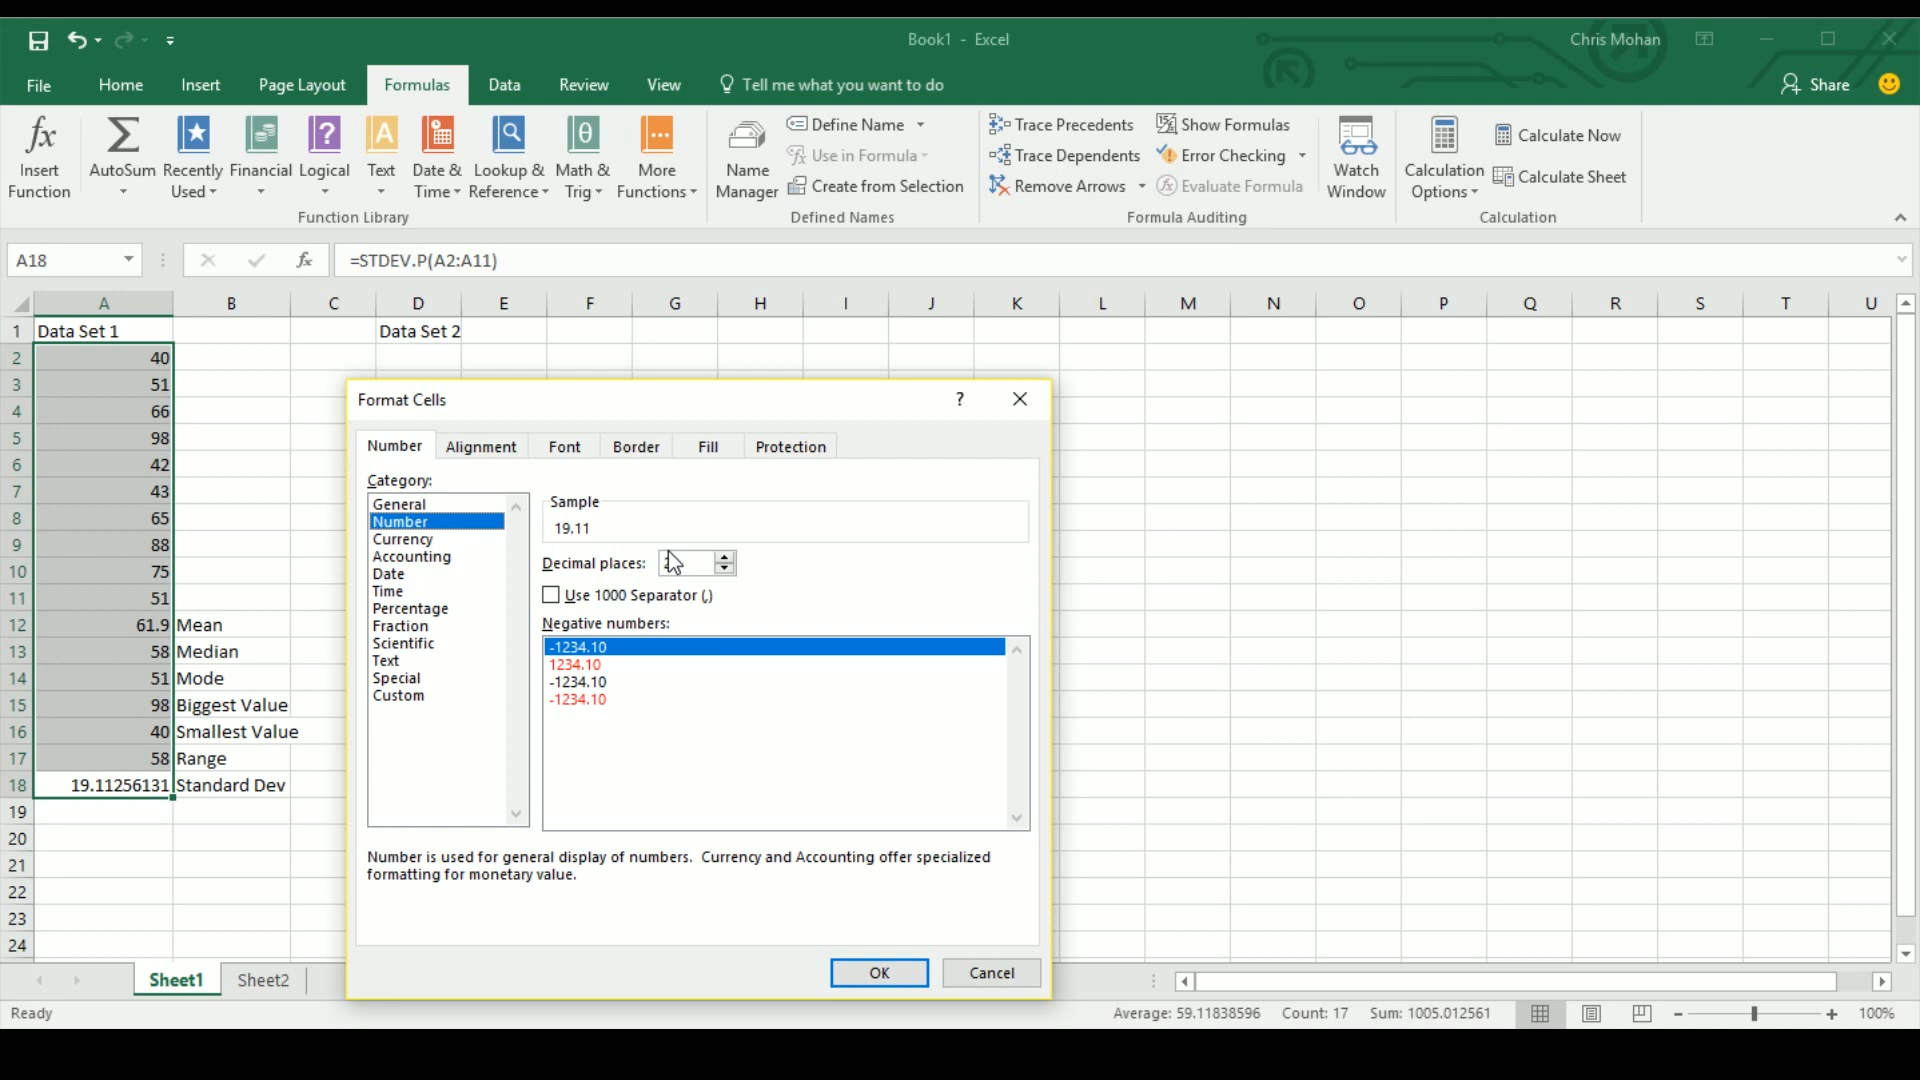 Book1 - Excel
Chris Mohan
File Home Insert Page Layout Formulas Data Review View Tell me what you want to do Share
Insert Function
AutoSum
Recently Used
Financial
Logical
Text
Date & Time
Lookup & Reference
Math & Trig
More Functions
Function Library
Name Manager
Define Name
Use in Formula
Create from Selection
Defined Names
Trace Precedents
Trace Dependents
Remove Arrows
Show Formulas
Error Checking
Evaluate Formula
Formula Auditing
Watch Window
Calculation Options
Calculate Now
Calculate Sheet
Calculation
A18 fx =STDEV.P(A2:A11)
A B C D E F G H I J K L M N O P Q R S T U
1 Data Set 1 Data Set 2
2 40
3 51
4 66
5 98
6 42
7 43
8 65
9 88
10 75
11 51
12 61.9 Mean
13 58 Median
14 51 Mode
15 98 Biggest Value
16 40 Smallest Value
17 58 Range
18 19.11256131 Standard Dev
19
20
21
22
23
24
Format Cells ?
Number Alignment Font Border Fill Protection
Category:
General
Number
Currency
Accounting
Date
Time
Percentage
Fraction
Scientific
Text
Special
Custom
Sample
19.11
Decimal places:
Use 1000 Separator (,)
Negative numbers:
-1234.10
1234.10
-1234.10
-1234.10
Number is used for general display of numbers. Currency and Accounting offer specialized
formatting for monetary value.
OK Cancel
Sheet1 Sheet2
Ready Average: 59.11838596 Count: 17 Sum: 1005.012561 100%